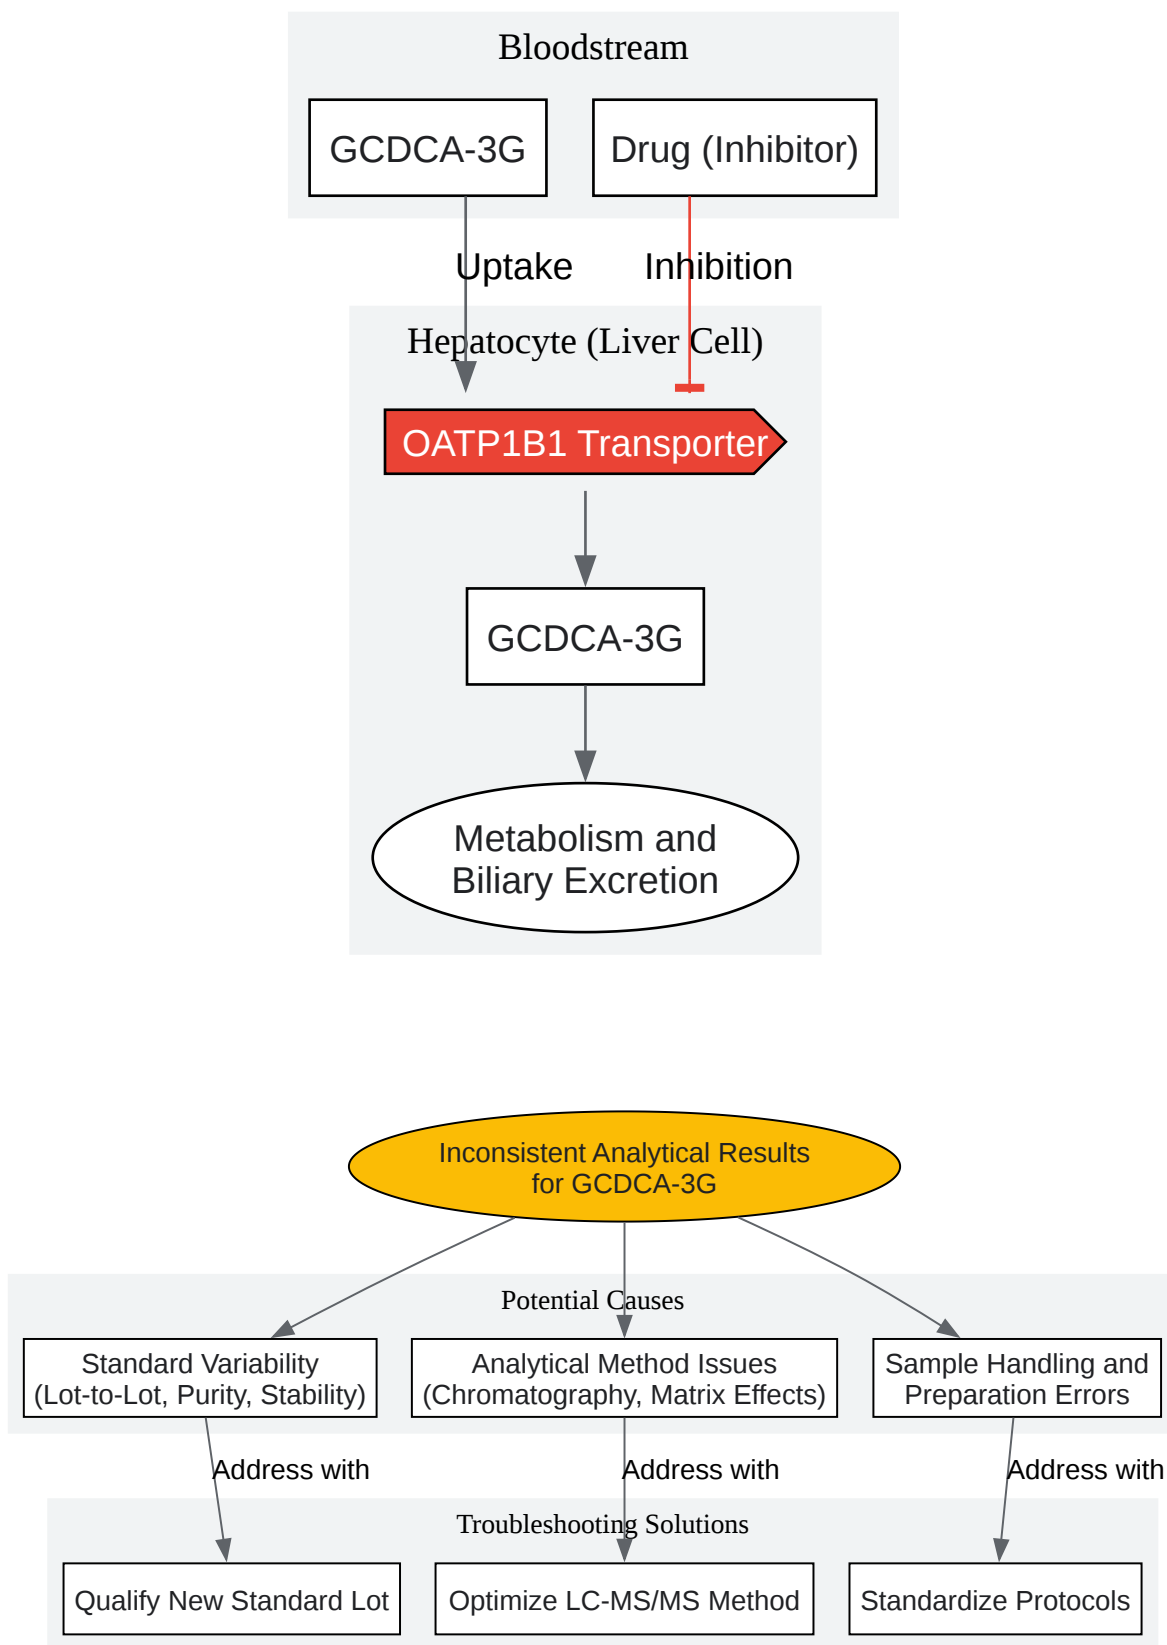 Bloodstream
GCDCA-3G
Drug (Inhibitor)
Uptake
Inhibition
Hepatocyte (Liver Cell)
OATP1B1 Transporter
GCDCA-3G
Metabolism and
Biliary Excretion
Inconsistent Analytical Results
for GCDCA-3G
Potential Causes
Standard Variability
(Lot-to-Lot, Purity, Stability)
Analytical Method Issues
(Chromatography, Matrix Effects)
Sample Handling and
Preparation Errors
Address with
Address with
Address with
Troubleshooting Solutions
Qualify New Standard Lot
Optimize LC-MS/MS Method
Standardize Protocols